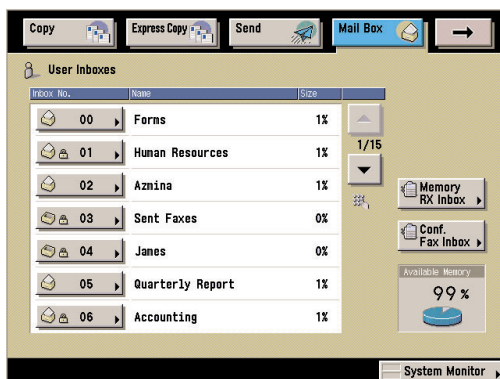 Copy Express Copy Send Mail Box
User Inboxes
Inbox No. Name Size
00 Forms 1%
01 Human Resources 1%
02 Azmina 1%
03 Sent Faxes 0%
04 James 0%
05 Quarterly Report 1%
06 Accounting 1%
1/15
Memory
RX Inbox
Conf.
Fax Inbox
Available Memory
99 %
System Monitor